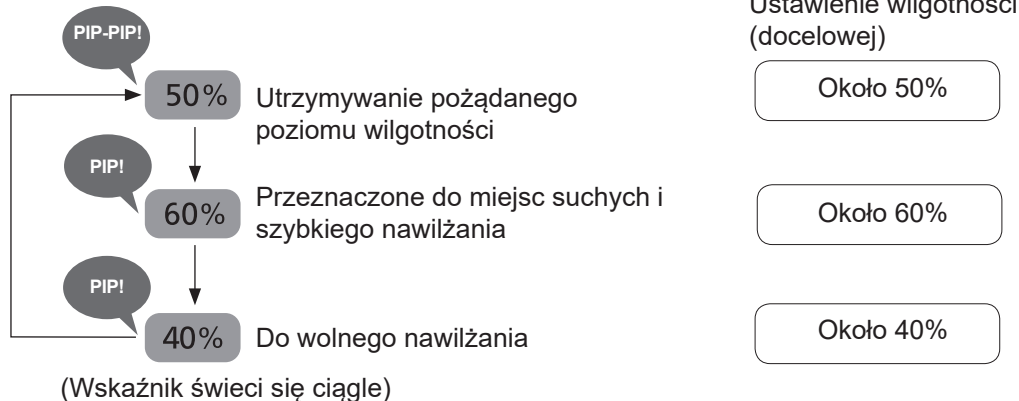 Ustawienie wilgotności
(docelowej)
PIP-PIP!
50%
Utrzymywanie pożądanego
poziomu wilgotności
Około 50%
PIP!
60%
Przeznaczone do miejsc suchych i
szybkiego nawilżania
Około 60%
PIP!
40%
Do wolnego nawilżania
Około 40%
(Wskaźnik świeci się ciągle)